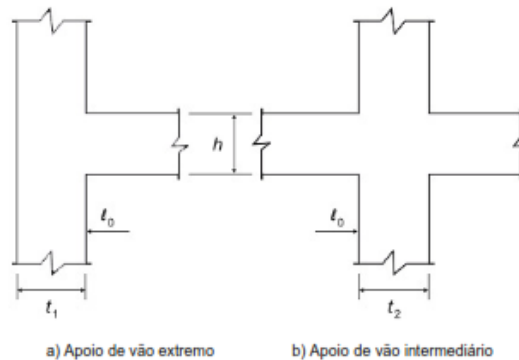 h
ℓ₀ ℓ₀
t₁ t₂
a) Apoio de vão extremo b) Apoio de vão intermediário